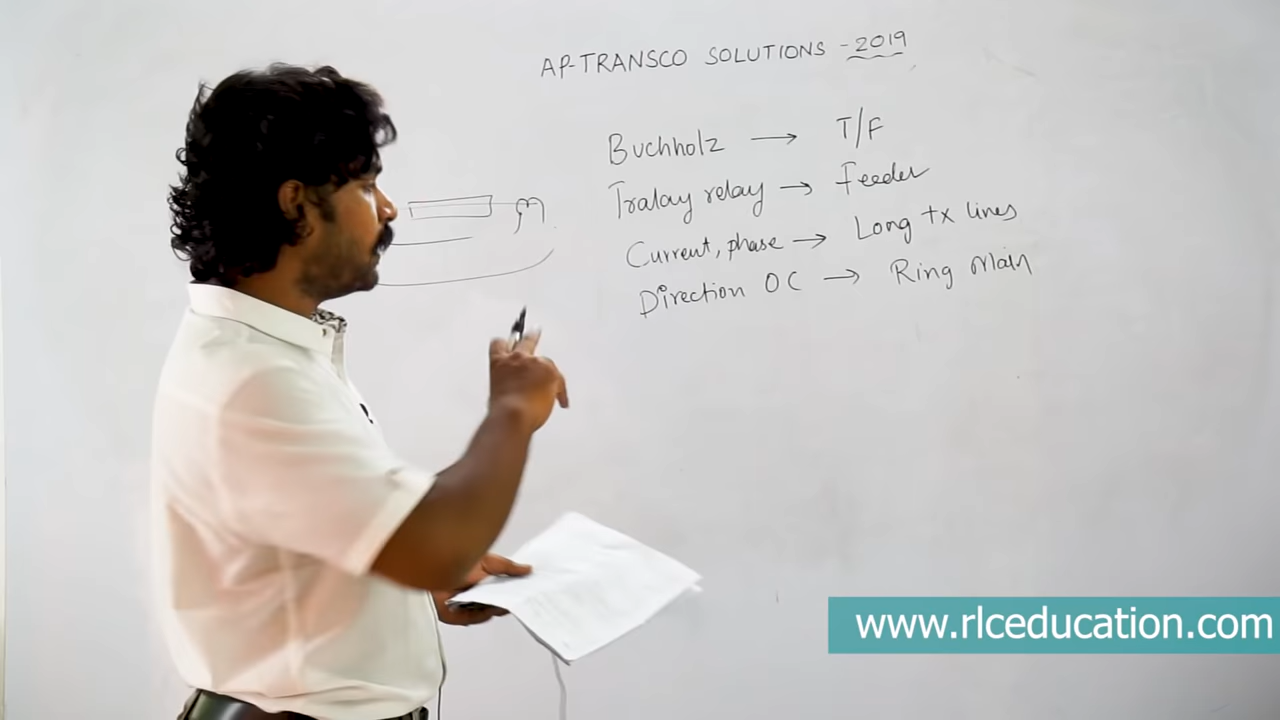 AP-TRANSCO SOLUTIONS - 2019
Buchholz → T/F
Tralay relay → Feeder
Current, phase → Long tx lines
Direction OC → Ring Main
www.rlceducation.com